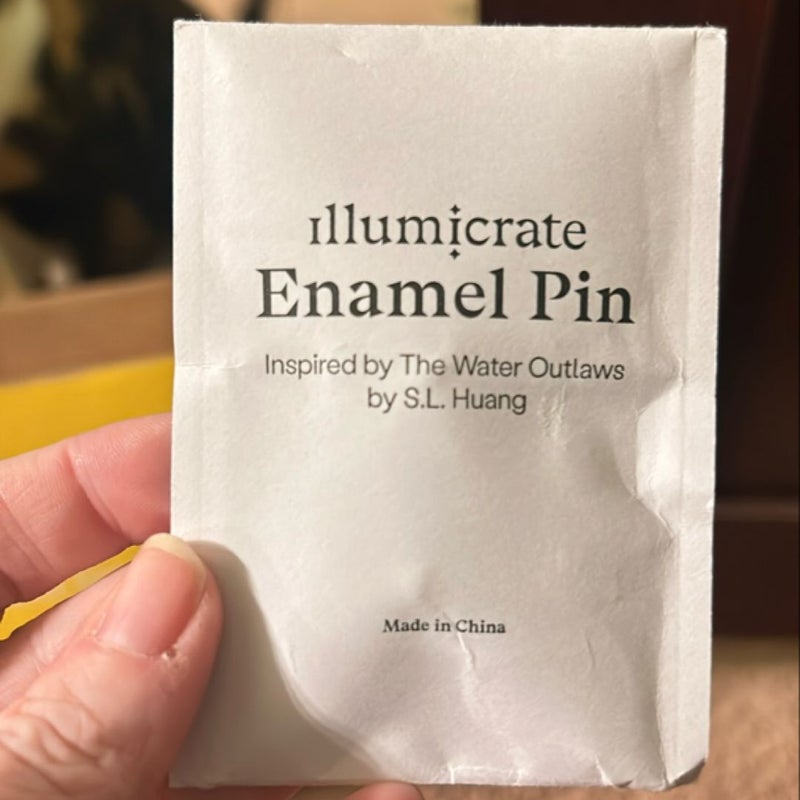 illumicrate
Enamel Pin
Inspired by The Water Outlaws
by S.L. Huang
Made in China